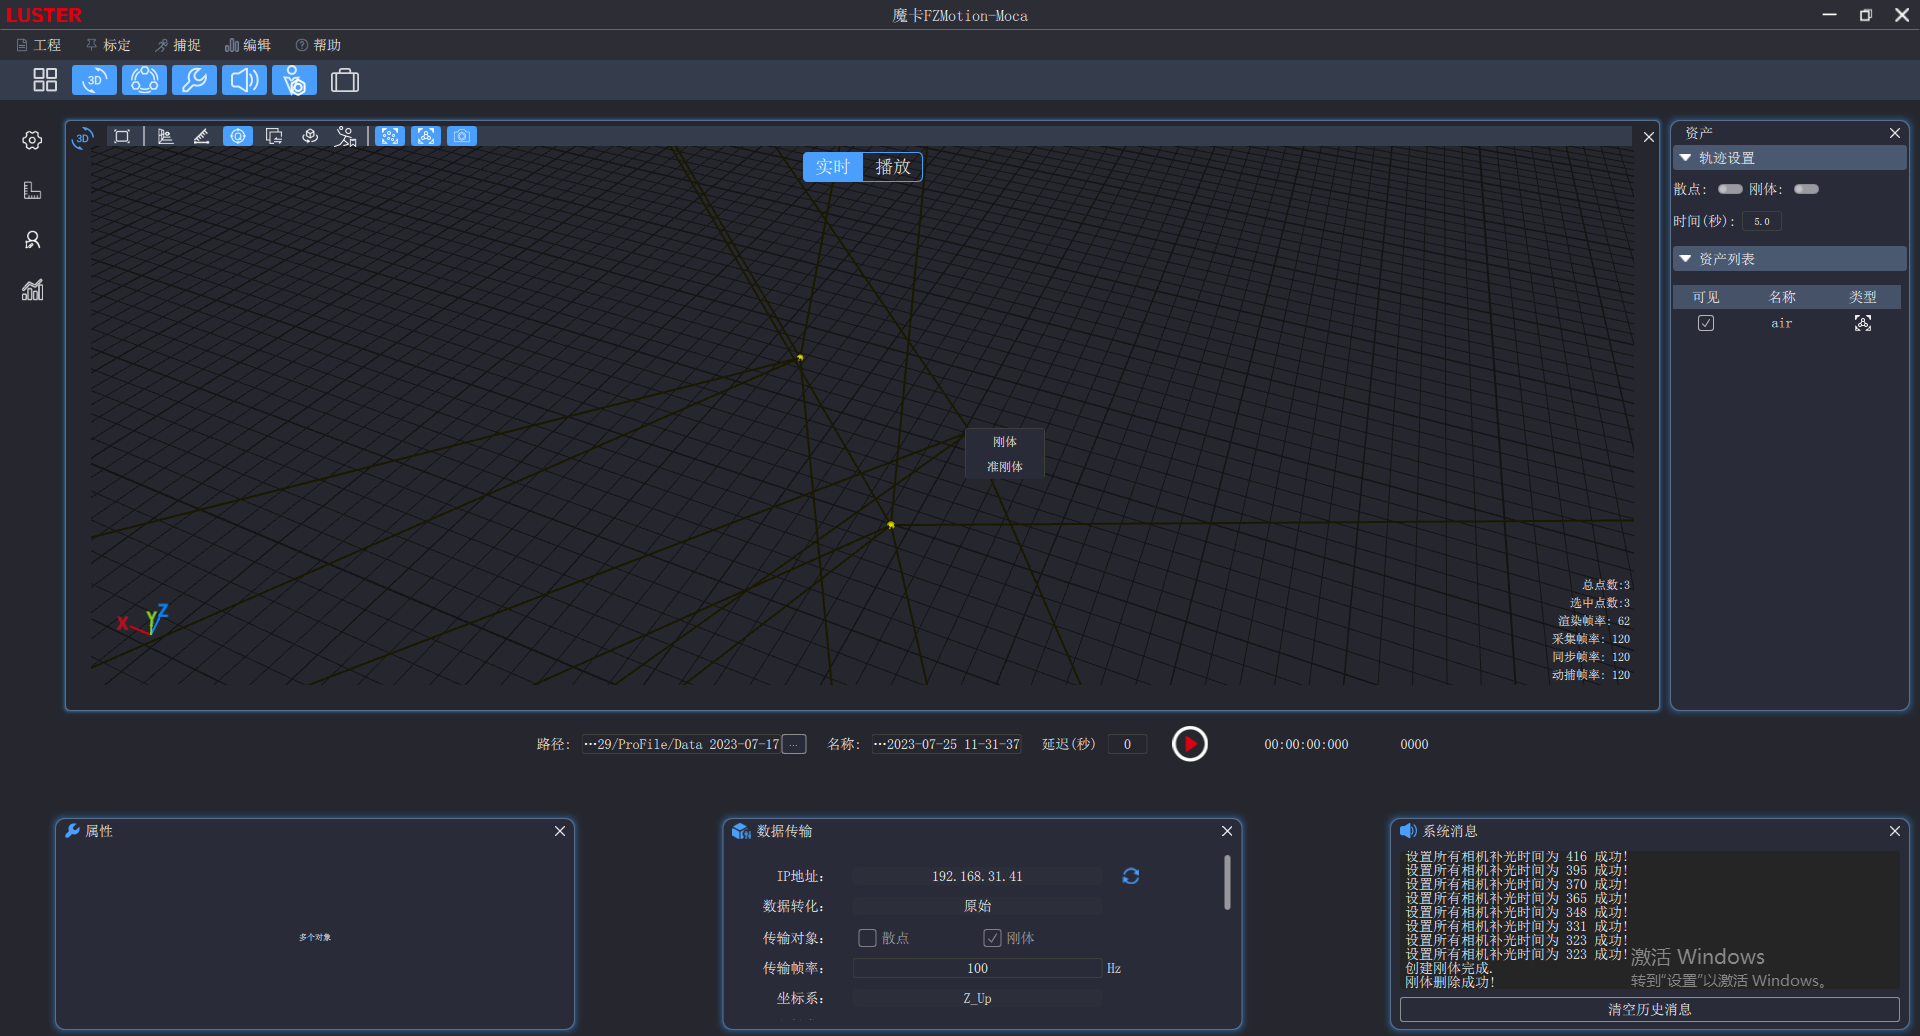 LUSTER
魔卡FZMotion-Moca
工程 标定 捕捉 编辑 帮助
3D
3D
实时 播放
刚体
准刚体
X Y Z
总点数:3
选中点数:3
渲染帧率: 62
采集帧率: 120
同步帧率: 120
动捕帧率: 120
资产
轨迹设置
散点: 刚体:
时间(秒): 5.0
资产列表
可见 名称 类型
air
路径: …29/ProFile/Data 2023-07-17 ... 名称: …2023-07-25 11-31-37 延迟(秒) 0 00:00:00:000 0000
属性
多个对象
数据传输
IP地址: 192.168.31.41
数据转化: 原始
传输对象: 散点 刚体
传输帧率: 100 Hz
坐标系: Z_Up
系统消息
设置所有相机补光时间为 416 成功!
设置所有相机补光时间为 395 成功!
设置所有相机补光时间为 370 成功!
设置所有相机补光时间为 365 成功!
设置所有相机补光时间为 348 成功!
设置所有相机补光时间为 331 成功!
设置所有相机补光时间为 323 成功!
设置所有相机补光时间为 323 成功!
创建刚体完成.
刚体删除成功!
激活 Windows
转到“设置”以激活 Windows。
清空历史消息